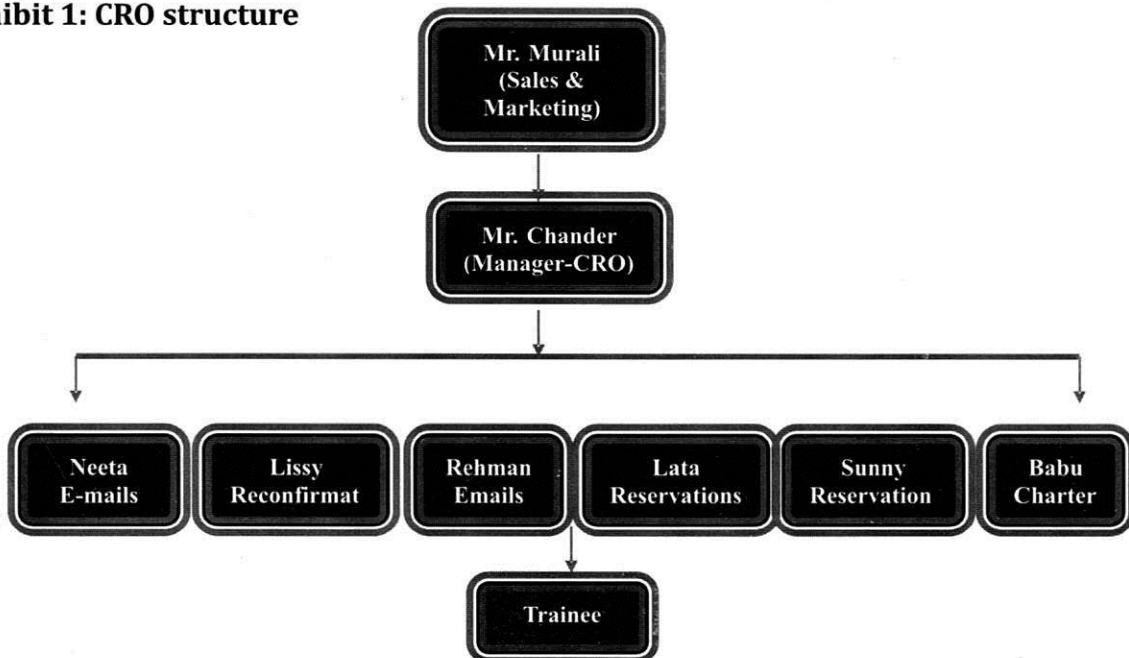 ibit 1: CRO structure
Mr. Murali
(Sales &
Marketing)
Mr. Chander
(Manager-CRO)
Neeta
E-mails
Lissy
Reconfirmat
Rehman
Emails
Lata
Reservations
Sunny
Reservation
Babu
Charter
Trainee